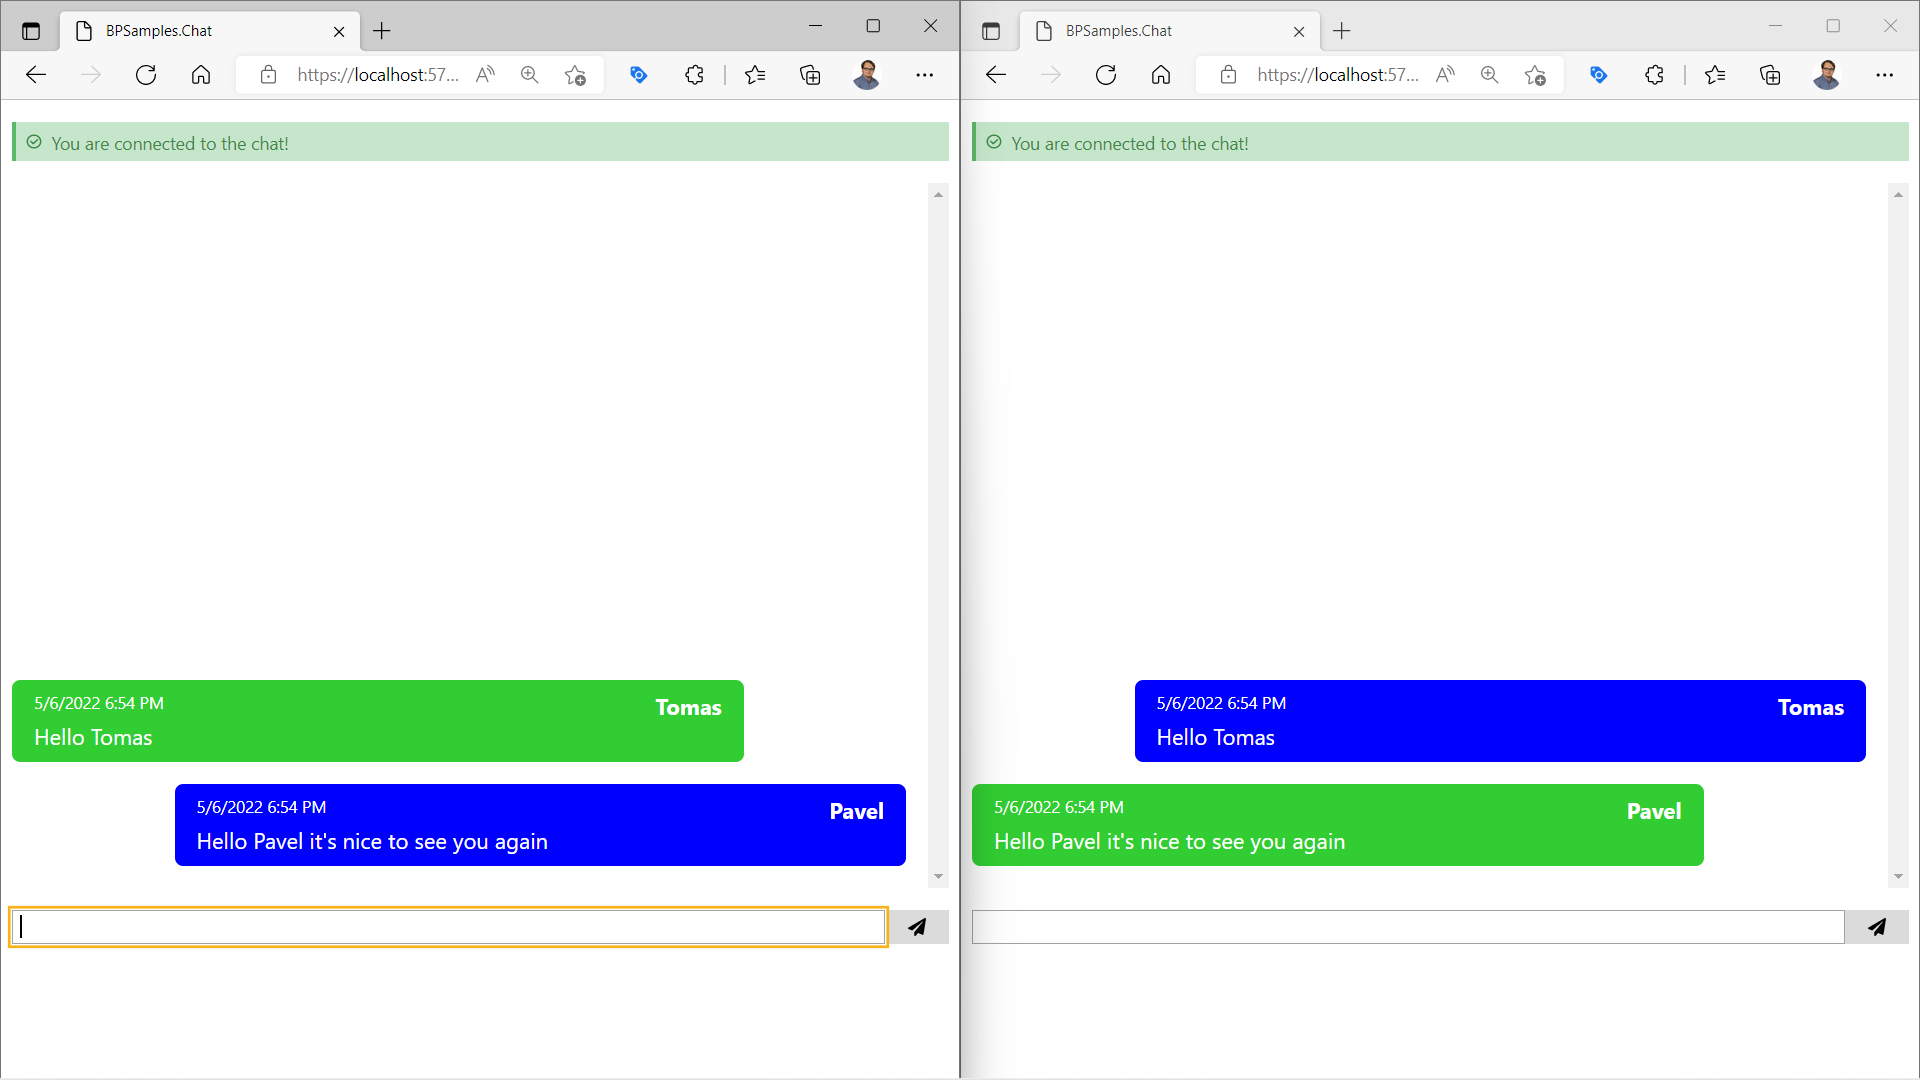 BPSamples.Chat
https://localhost:57...
You are connected to the chat!
5/6/2022 6:54 PM
Tomas
Hello Tomas
5/6/2022 6:54 PM
Pavel
Hello Pavel it's nice to see you again
BPSamples.Chat
https://localhost:57...
You are connected to the chat!
5/6/2022 6:54 PM
Tomas
Hello Tomas
5/6/2022 6:54 PM
Pavel
Hello Pavel it's nice to see you again